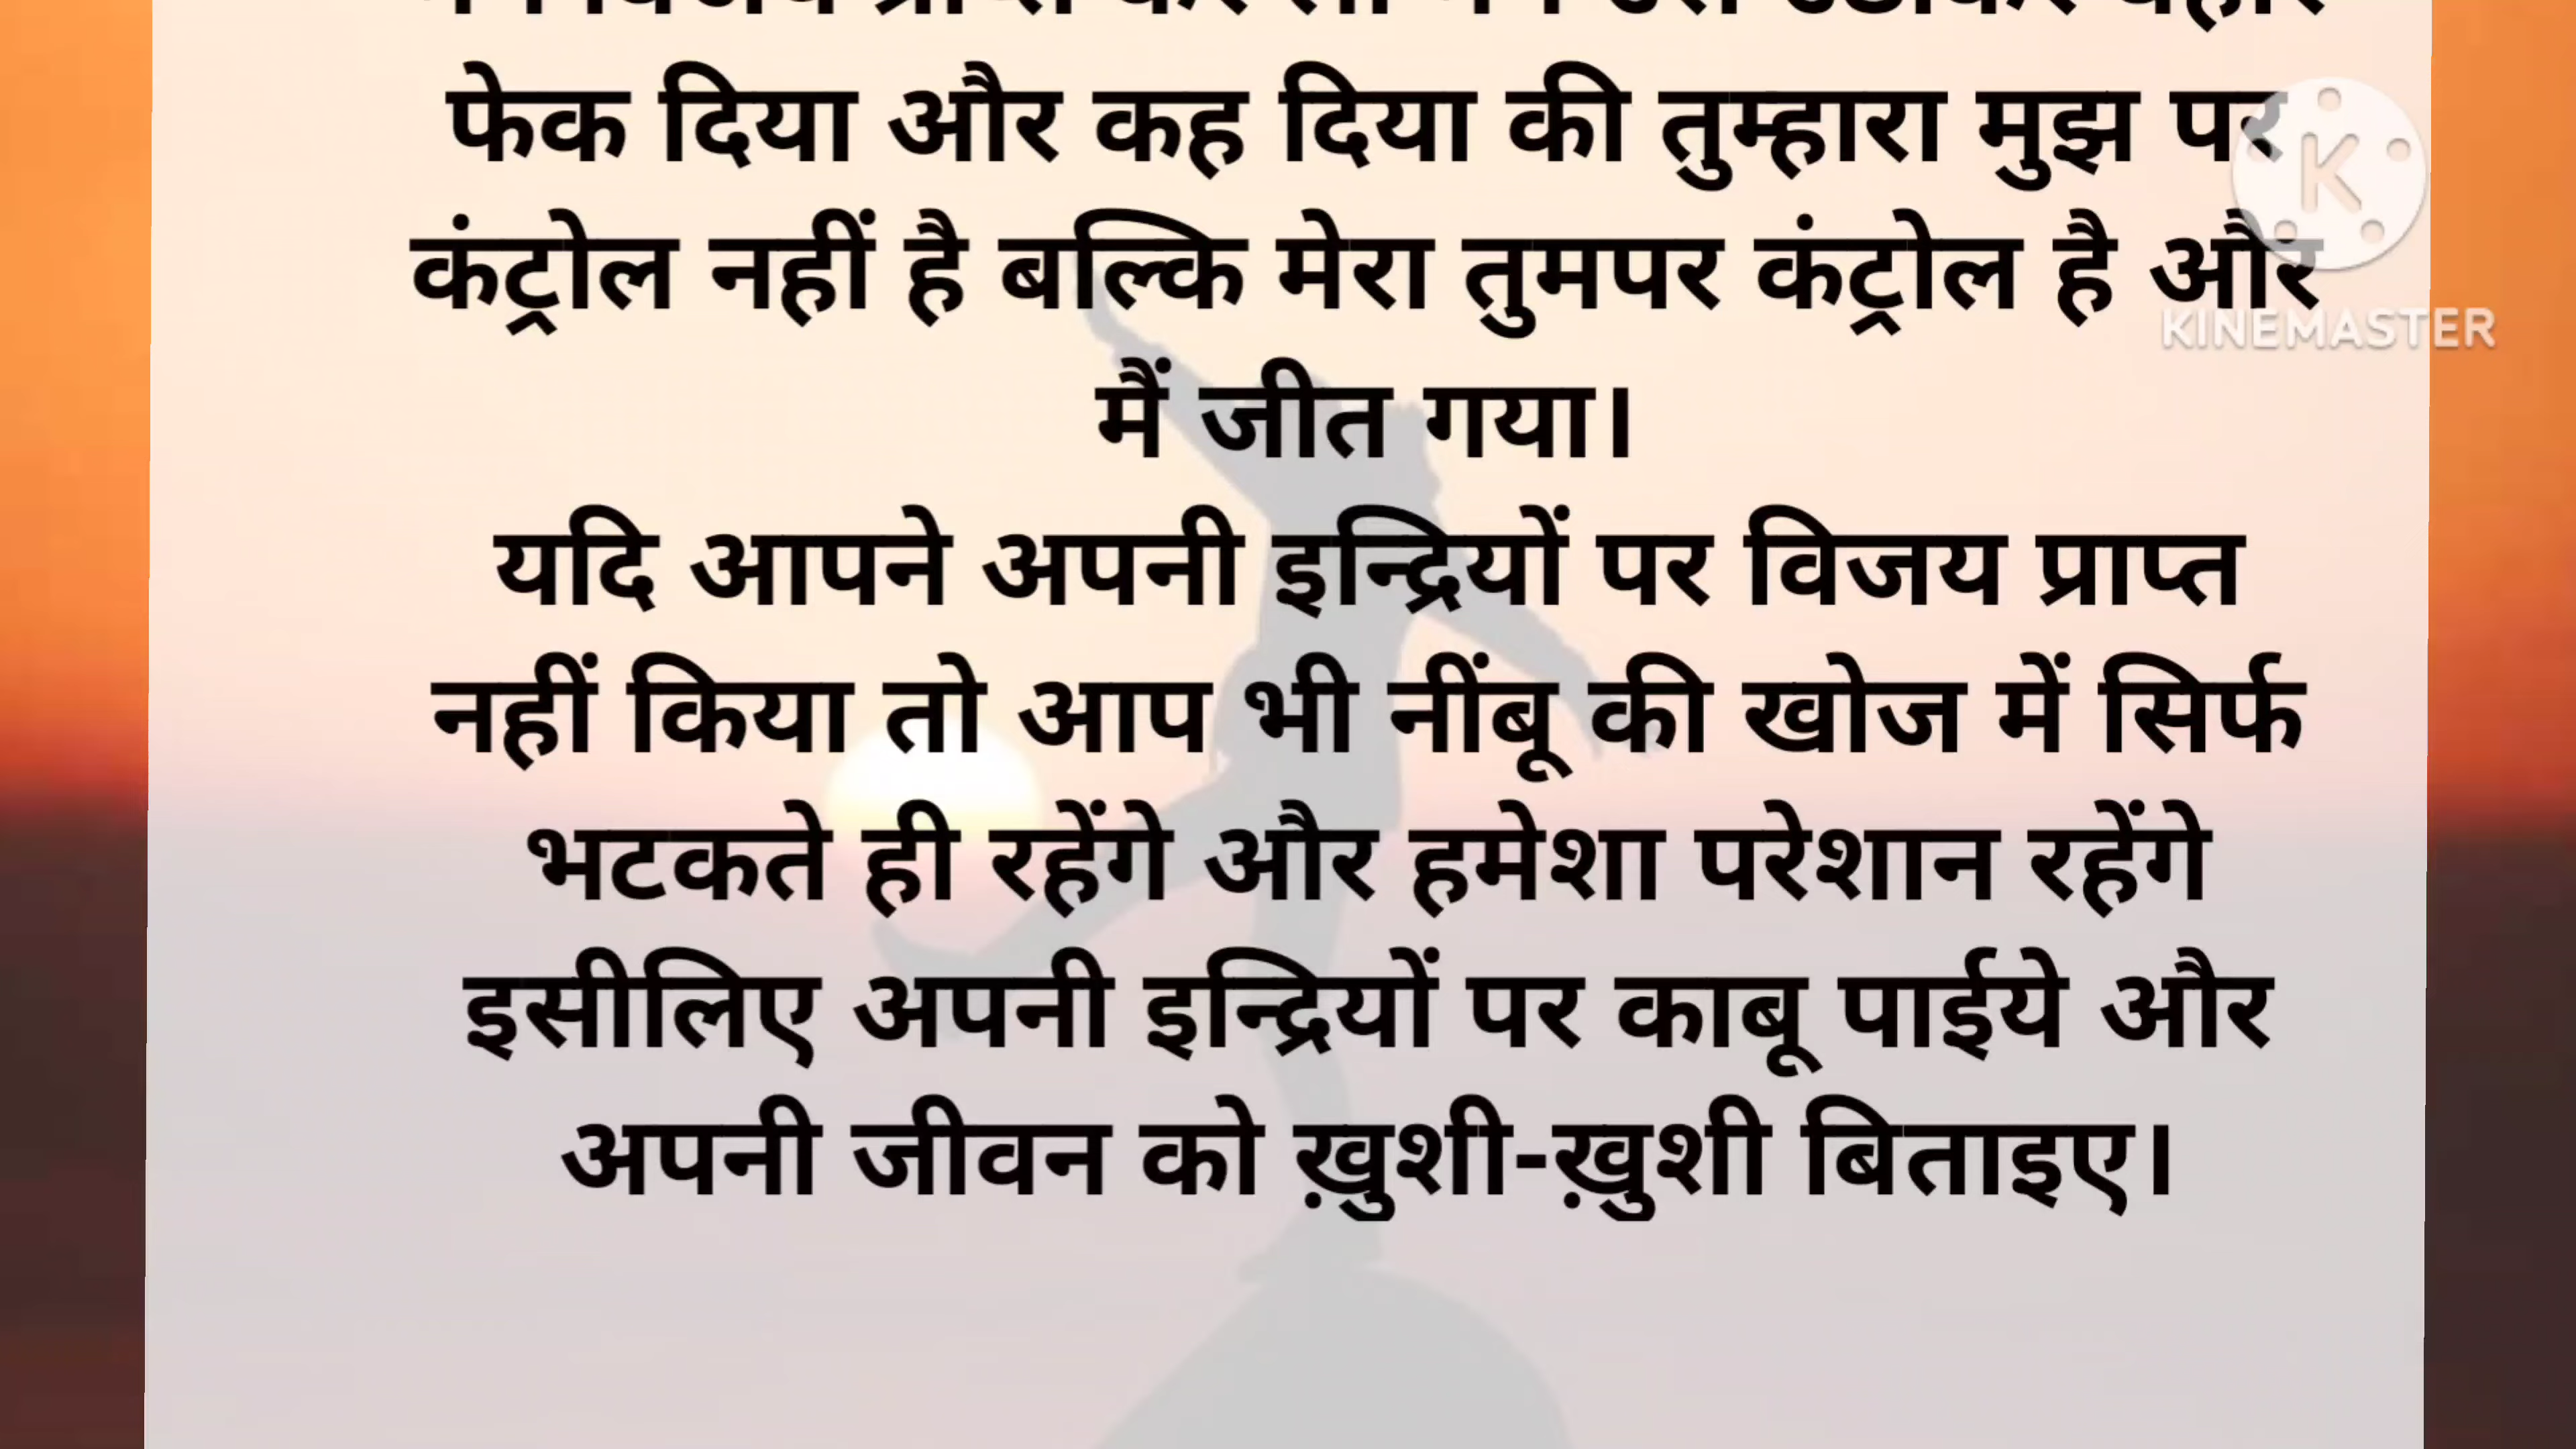 फेक दिया और कह दिया की तुम्हारा मुझ पर
कंट्रोल नहीं है बल्कि मेरा तुमपर कंट्रोल है और
KINEMASTER
मैं जीत गया।
यदि आपने अपनी इन्द्रियों पर विजय प्राप्त
नहीं किया तो आप भी नींबू की खोज में सिर्फ
भटकते ही रहेंगे और हमेशा परेशान रहेंगे
इसीलिए अपनी इन्द्रियों पर काबू पाईये और
अपनी जीवन को ख़ुशी-ख़ुशी बिताइए।